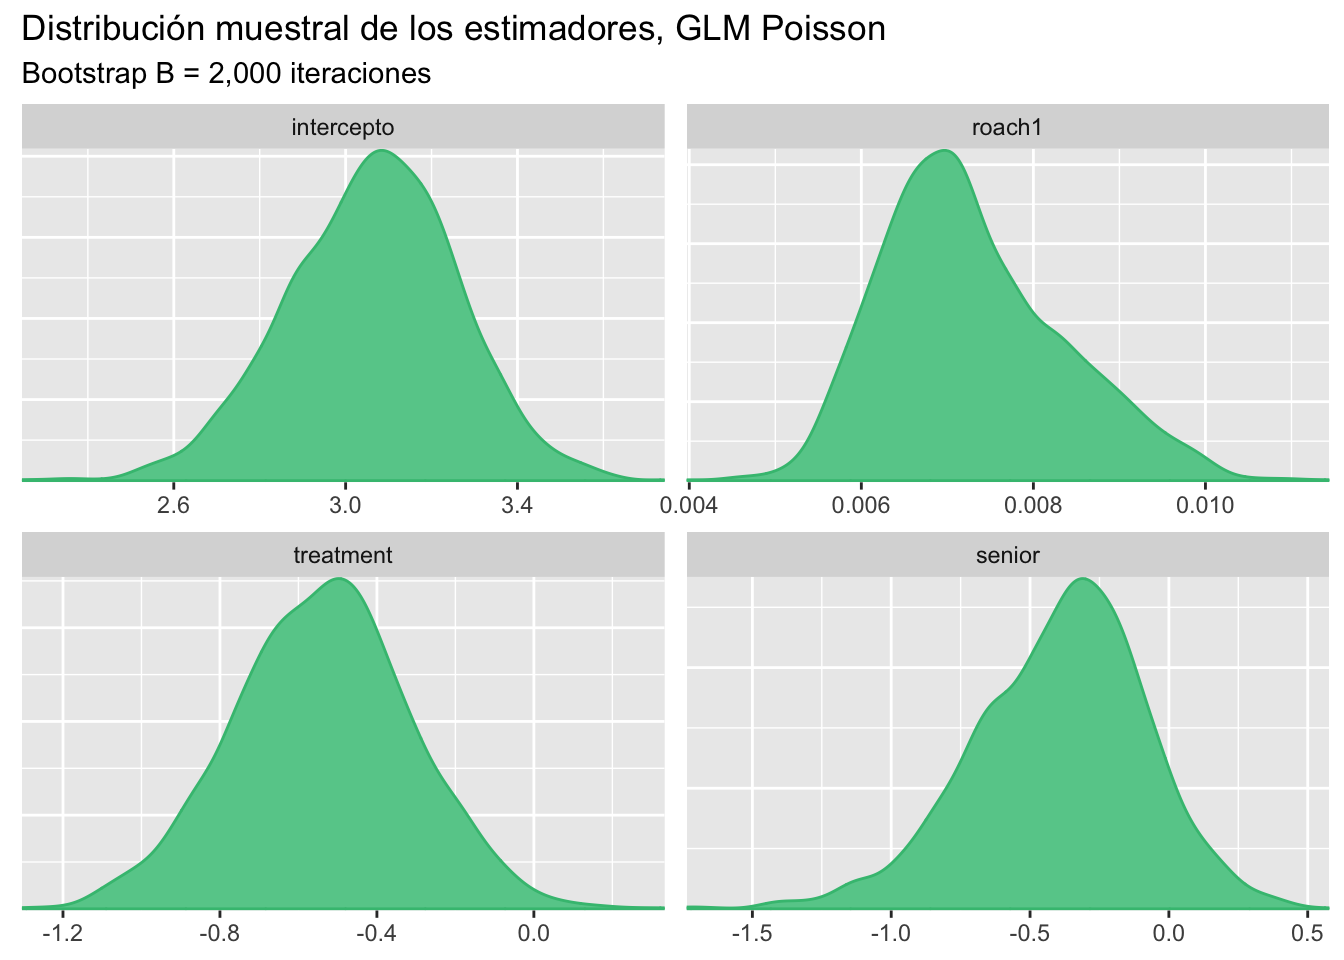 Distribución muestral de los estimadores, GLM Poisson
Bootstrap B = 2,000 iteraciones
intercepto
roach1
2.6 3.0 3.4
0.004 0.006 0.008 0.010
treatment
senior
-1.2 -0.8 -0.4 0.0
-1.5 -1.0 -0.5 0.0 0.5